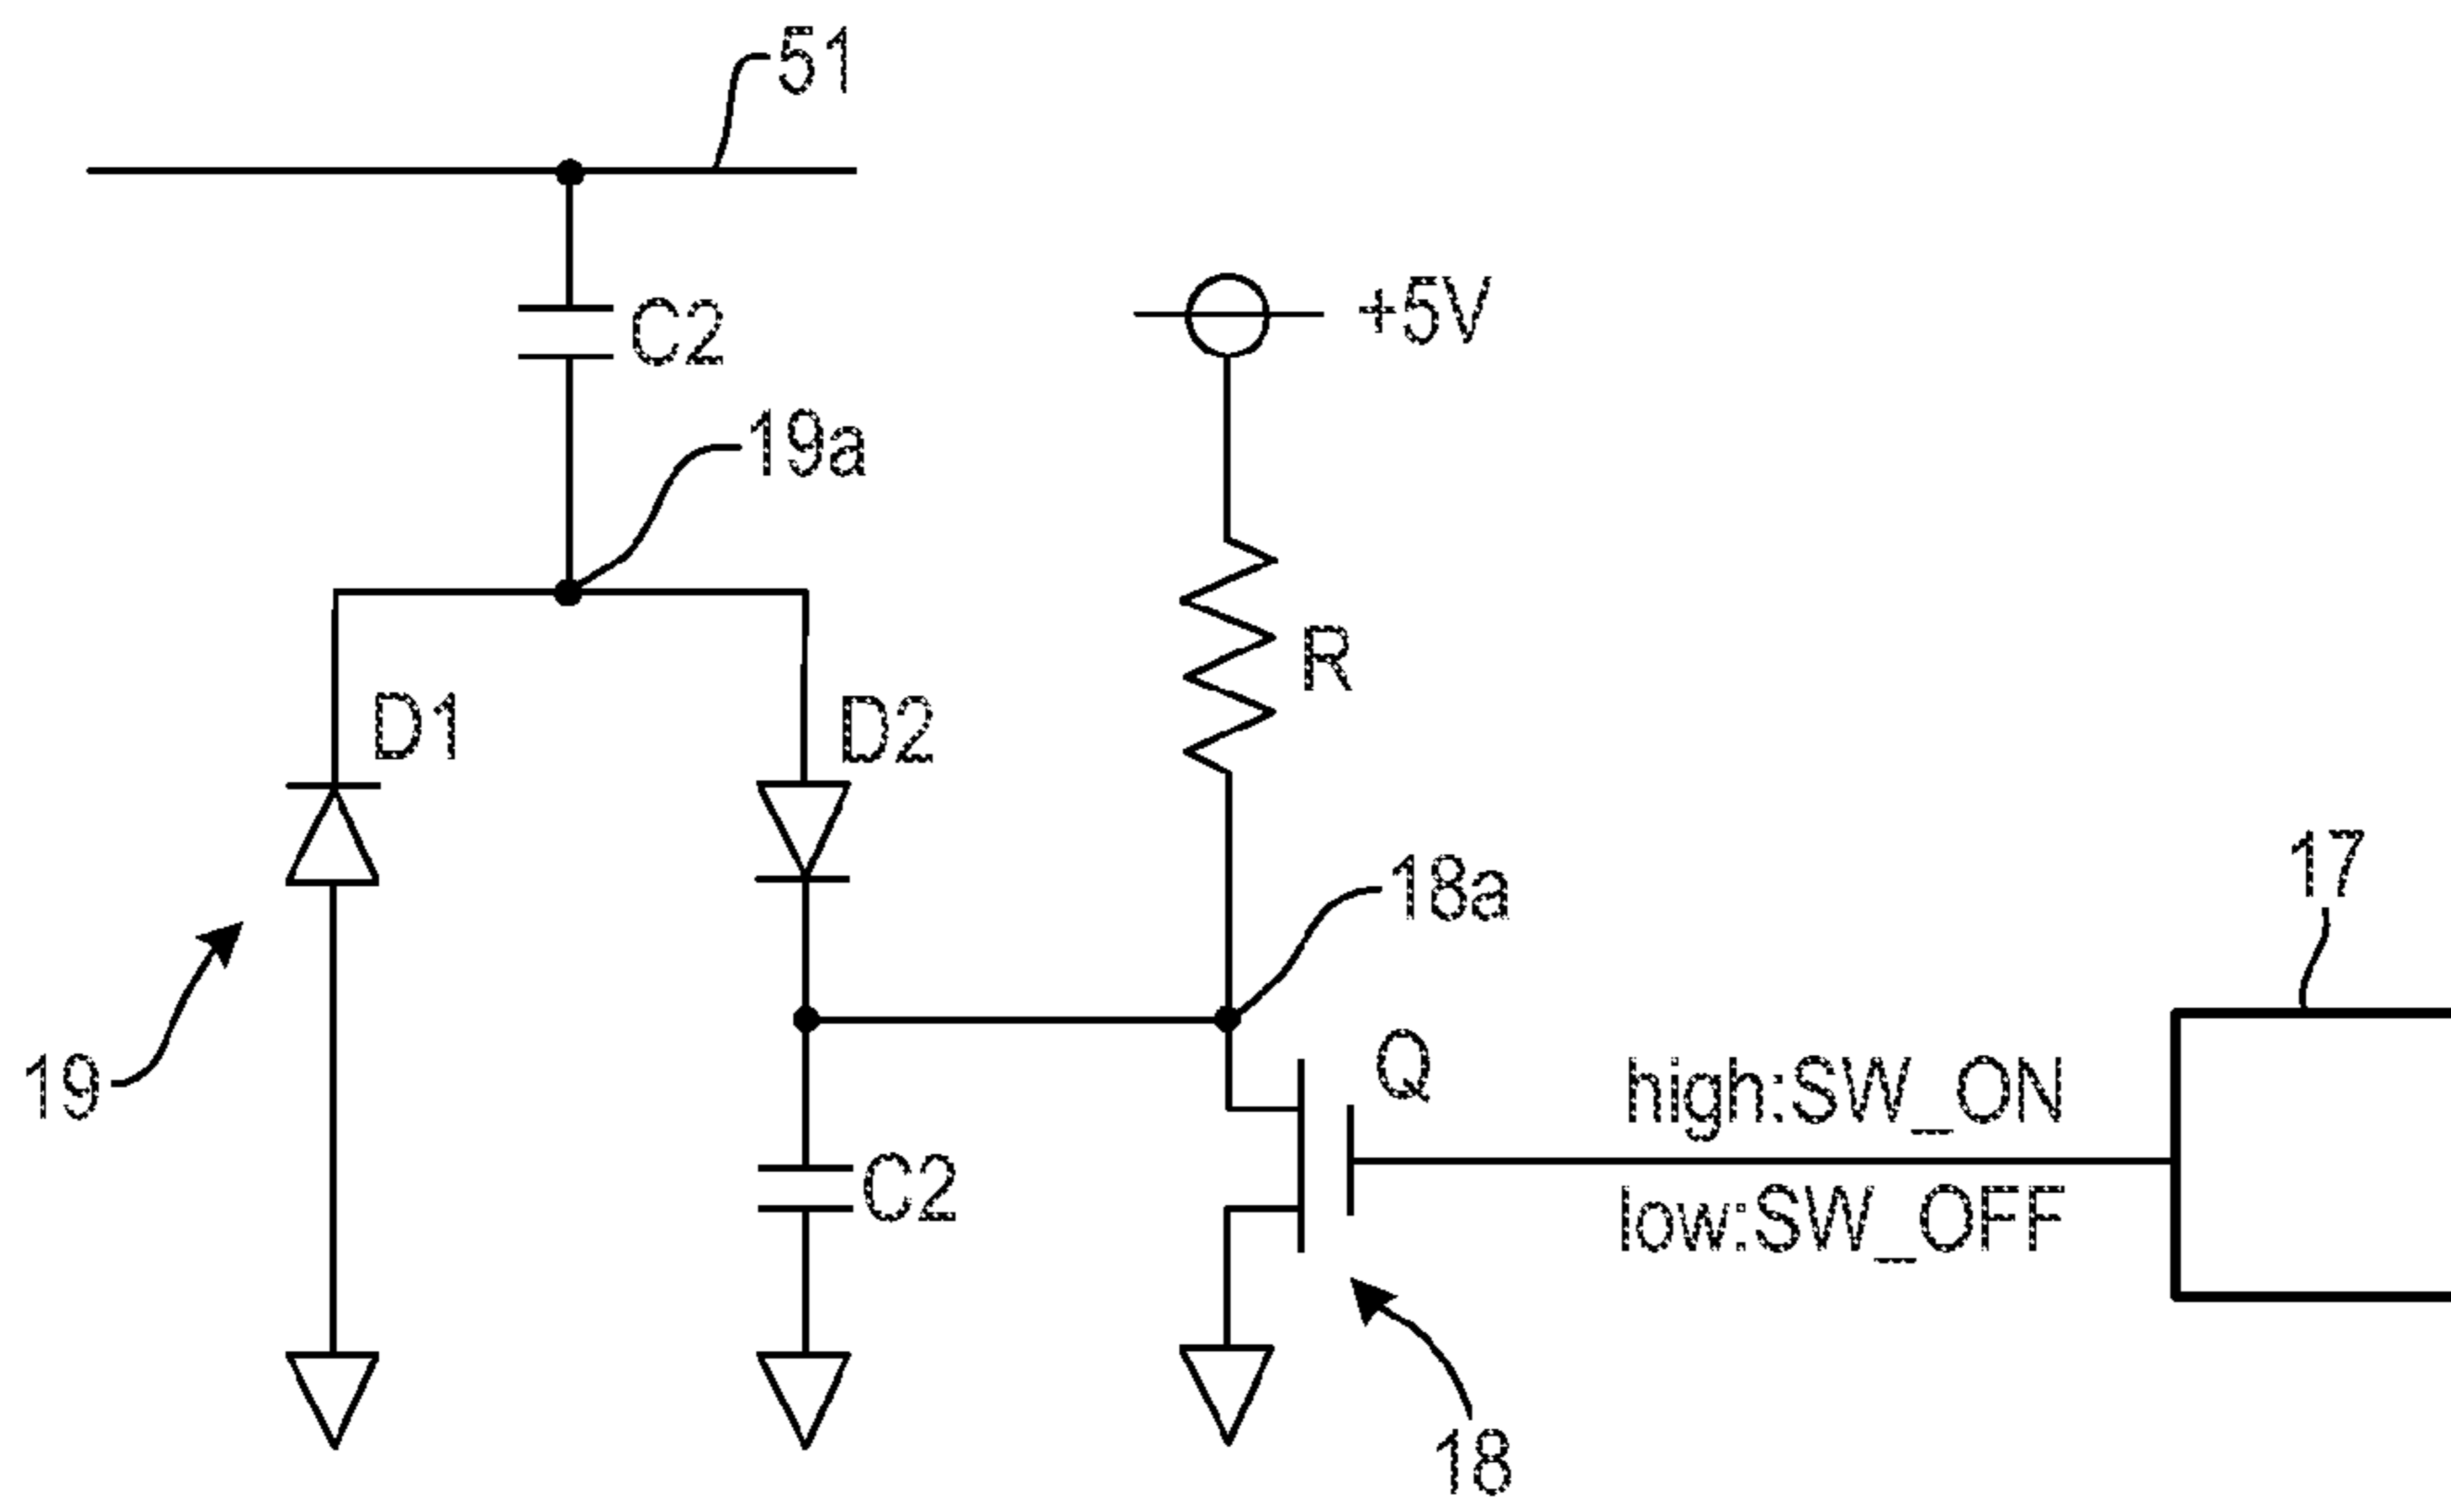 51
C2
+5V
19a
R
D1
D2
18a
17
19
Q
high:SW_ON
C2
low:SW_OFF
18